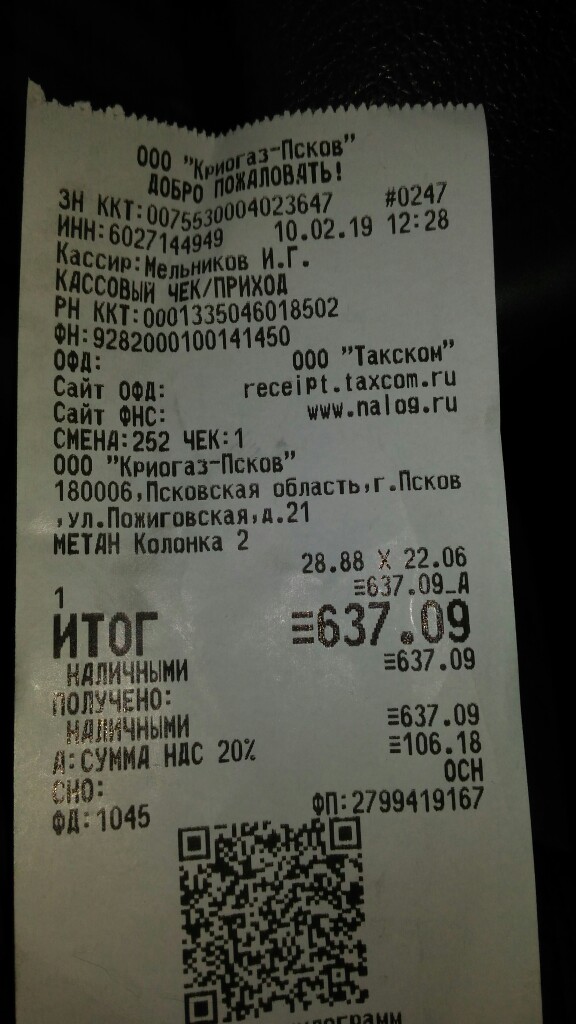 ООО "Криогаз-Псков"
ДОБРО ПОЖАЛОВАТЬ!
ЗН ККТ:0075530004023647 #0247
ИНН:6027144949 10.02.19 12:28
Кассир:Мельников И.Г.
КАССОВЫЙ ЧЕК/ПРИХОД
РН ККТ:0001335046018502
ФН:9282000100141450
ОФД: ООО "Такском"
Сайт ОФД: receipt.taxcom.ru
Сайт ФНС: www.nalog.ru
СМЕНА:252 ЧЕК:1
ООО "Криогаз-Псков"
180006,Псковская область,г.Псков
,ул.Пожиговская,д.21
МЕТАН Колонка 2
28.88 X 22.06
1 ≡637.09_А
ИТОГ ≡637.09
НАЛИЧНЫМИ ≡637.09
ПОЛУЧЕНО:
НАЛИЧНЫМИ ≡637.09
А:СУММА НДС 20% ≡106.18
СНО: ОСН
ФД:1045 ФП:2799419167